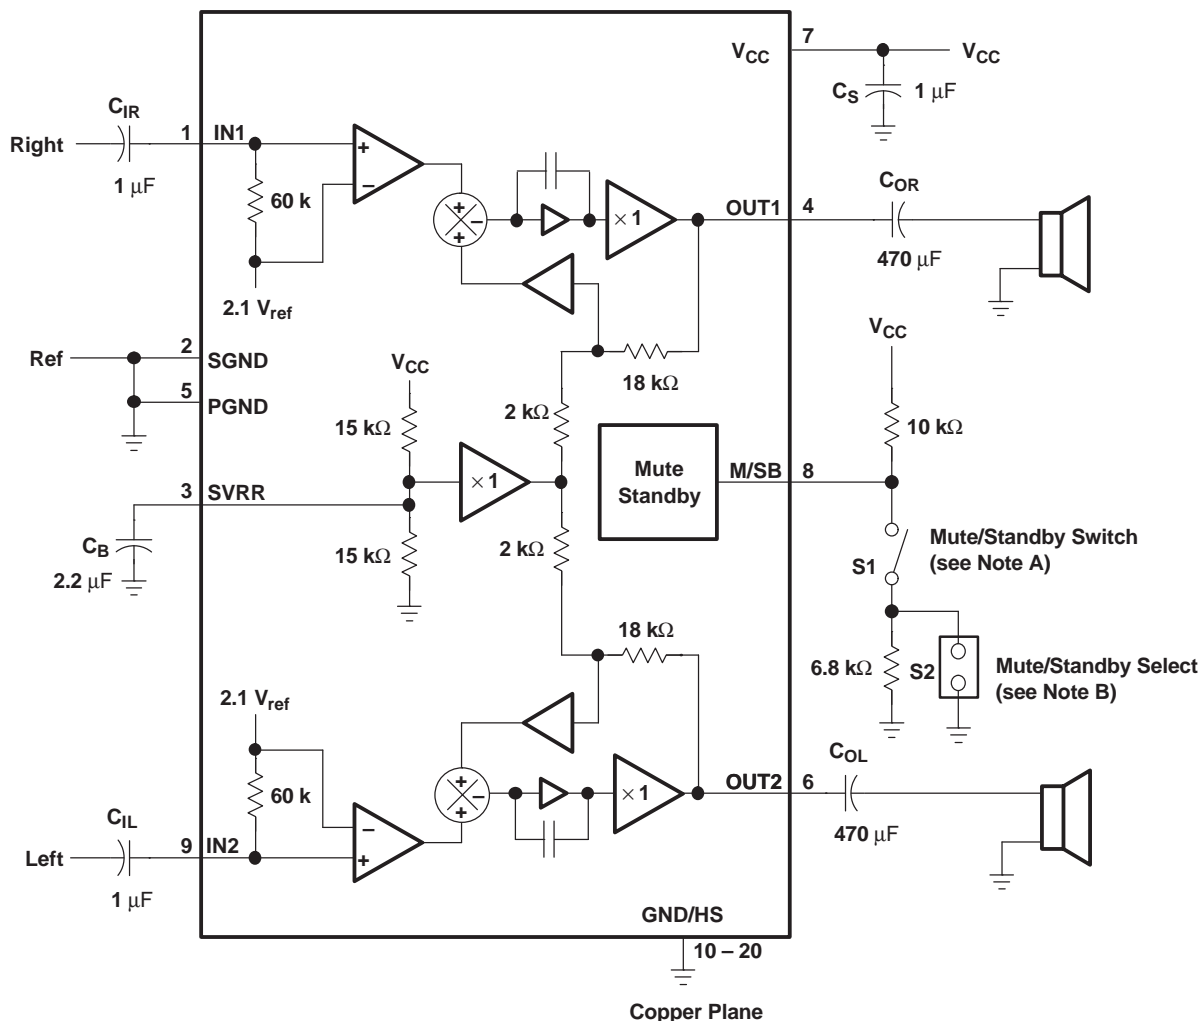 V_CC
7
V_CC
C_S
1 μF
C_IR
Right
1
IN1
1 μF
60 k
+
−
2.1 V_ref
+
+
−
× 1
OUT1
4
C_OR
470 μF
Ref
2
SGND
5
PGND
3
SVRR
C_B
2.2 μF
V_CC
15 kΩ
15 kΩ
× 1
2 kΩ
2 kΩ
18 kΩ
Mute
Standby
M/SB
8
V_CC
10 kΩ
S1
Mute/Standby Switch
(see Note A)
6.8 kΩ
S2
Mute/Standby Select
(see Note B)
18 kΩ
2.1 V_ref
60 k
−
+
+
+
−
× 1
OUT2
6
C_OL
470 μF
C_IL
Left
9
IN2
1 μF
GND/HS
10 – 20
Copper Plane